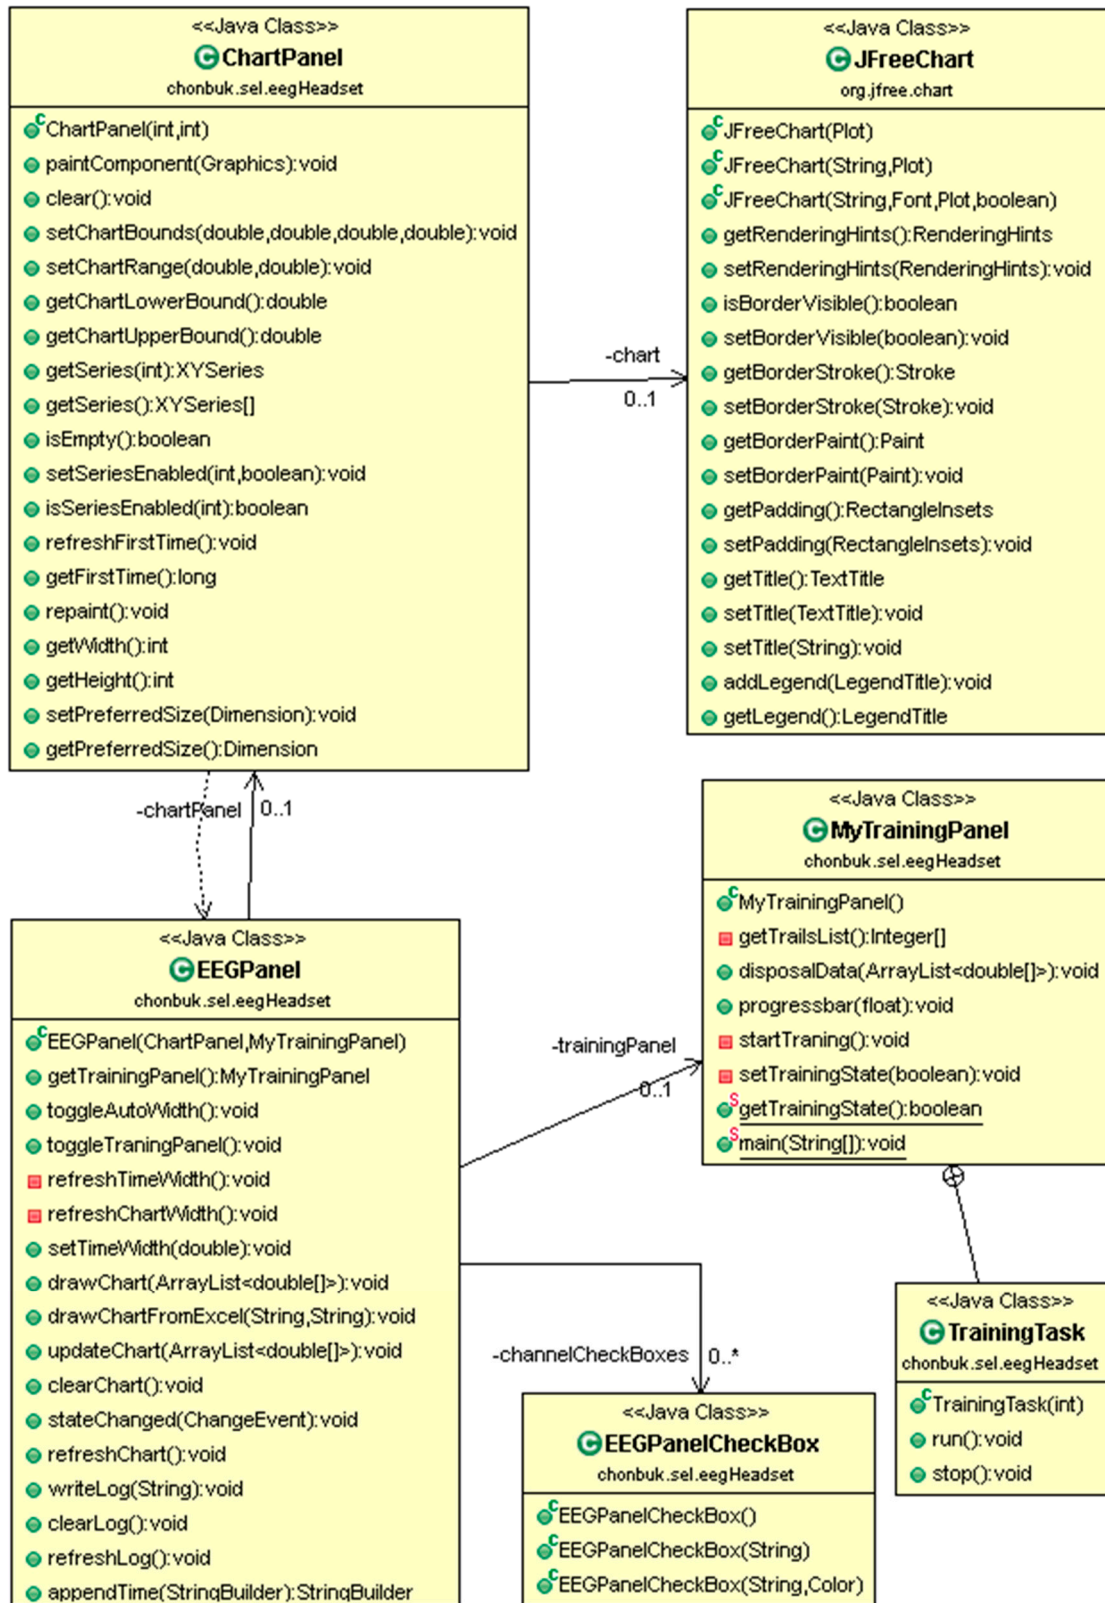 <<Java Class>>
ChartPanel
chonbuk.sel.eegHeadset
ChartPanel(int,int)
paintComponent(Graphics):void
clear():void
setChartBounds(double,double,double,double):void
setChartRange(double,double):void
getChartLowerBound():double
getChartUpperBound():double
getSeries(int):XYSeries
getSeries():XYSeries[]
isEmpty():boolean
setSeriesEnabled(int,boolean):void
isSeriesEnabled(int):boolean
refreshFirstTime():void
getFirstTime():long
repaint():void
getWidth():int
getHeight():int
setPreferredSize(Dimension):void
getPreferredSize():Dimension
-chart
0..1
<<Java Class>>
JFreeChart
org.jfree.chart
JFreeChart(Plot)
JFreeChart(String,Plot)
JFreeChart(String,Font,Plot,boolean)
getRenderingHints():RenderingHints
setRenderingHints(RenderingHints):void
isBorderVisible():boolean
setBorderVisible(boolean):void
getBorderStroke():Stroke
setBorderStroke(Stroke):void
getBorderPaint():Paint
setBorderPaint(Paint):void
getPadding():RectangleInsets
setPadding(RectangleInsets):void
getTitle():TextTitle
setTitle(TextTitle):void
setTitle(String):void
addLegend(LegendTitle):void
getLegend():LegendTitle
-chartPanel
0..1
<<Java Class>>
EEGPanel
chonbuk.sel.eegHeadset
EEGPanel(ChartPanel,MyTrainingPanel)
getTrainingPanel():MyTrainingPanel
toggleAutoWidth():void
toggleTraningPanel():void
refreshTimeWidth():void
refreshChartWidth():void
setTimeWidth(double):void
drawChart(ArrayList<double[]>):void
drawChartFromExcel(String,String):void
updateChart(ArrayList<double[]>):void
clearChart():void
stateChanged(ChangeEvent):void
refreshChart():void
writeLog(String):void
clearLog():void
refreshLog():void
appendTime(StringBuilder):StringBuilder
-trainingPanel
0..1
<<Java Class>>
MyTrainingPanel
chonbuk.sel.eegHeadset
MyTrainingPanel()
getTrailsList():Integer[]
disposalData(ArrayList<double[]>):void
progressbar(float):void
startTraning():void
setTrainingState(boolean):void
getTrainingState():boolean
main(String[]):void
-channelCheckBoxes
0..*
<<Java Class>>
EEGPanelCheckBox
chonbuk.sel.eegHeadset
EEGPanelCheckBox()
EEGPanelCheckBox(String)
EEGPanelCheckBox(String,Color)
<<Java Class>>
TrainingTask
chonbuk.sel.eegHeadset
TrainingTask(int)
run():void
stop():void